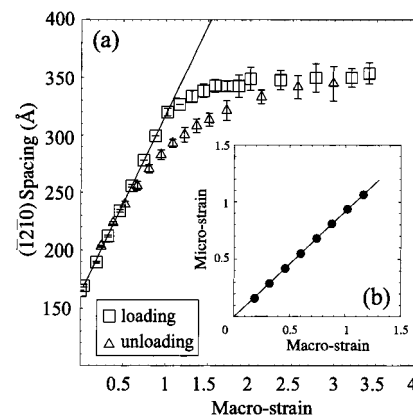 (a)
(1̄21̄0) Spacing (Å)
400
350
300
250
200
150
0.5 1 1.5 2 2.5 3 3.5 4
Macro-strain
loading
unloading
Micro-strain
1.5
1
0.5
0 0.5 1 1.5
Macro-strain
(b)